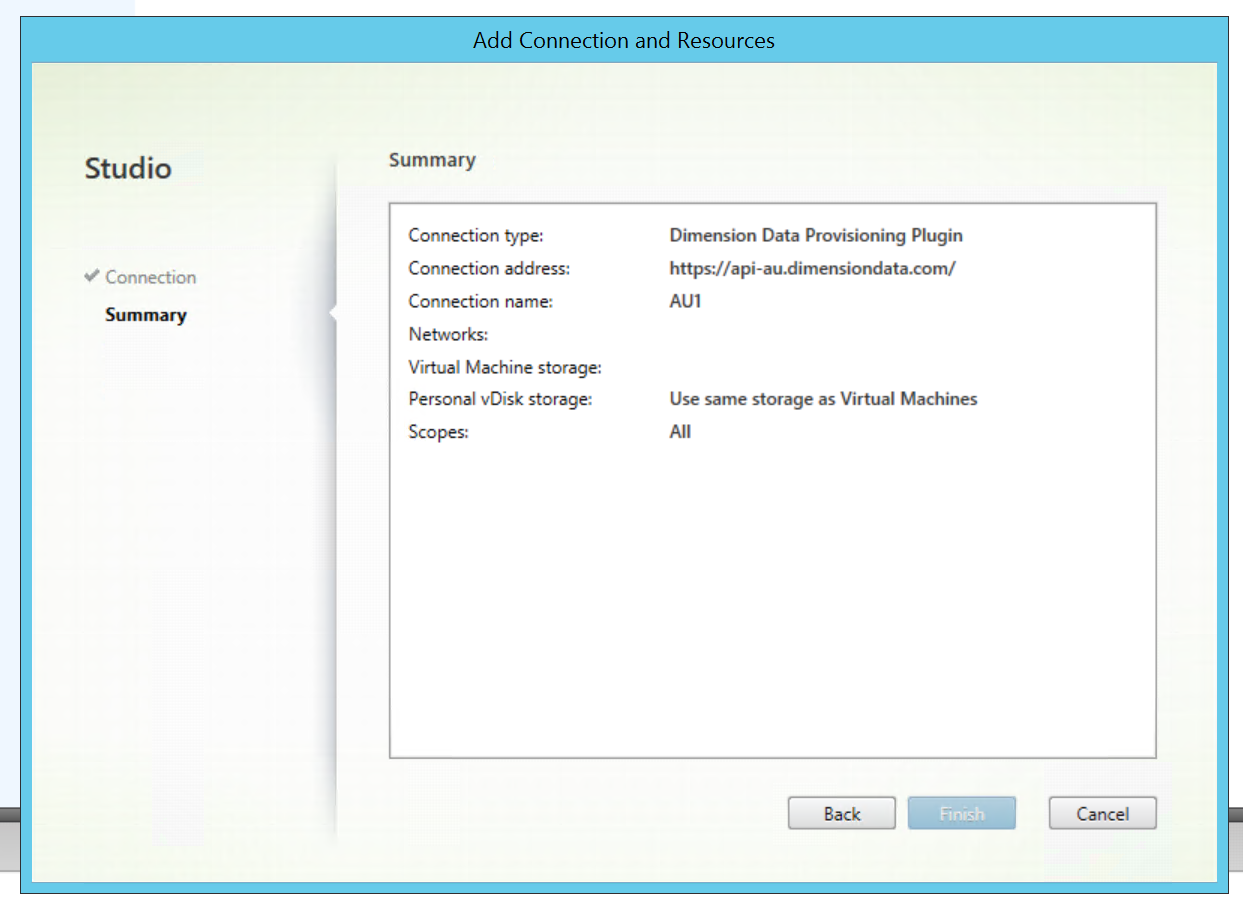 Add Connection and Resources
Studio
Connection
Summary
Summary
Connection type: Dimension Data Provisioning Plugin
Connection address: https://api-au.dimensiondata.com/
Connection name: AU1
Networks:
Virtual Machine storage:
Personal vDisk storage: Use same storage as Virtual Machines
Scopes: All
Back Finish Cancel